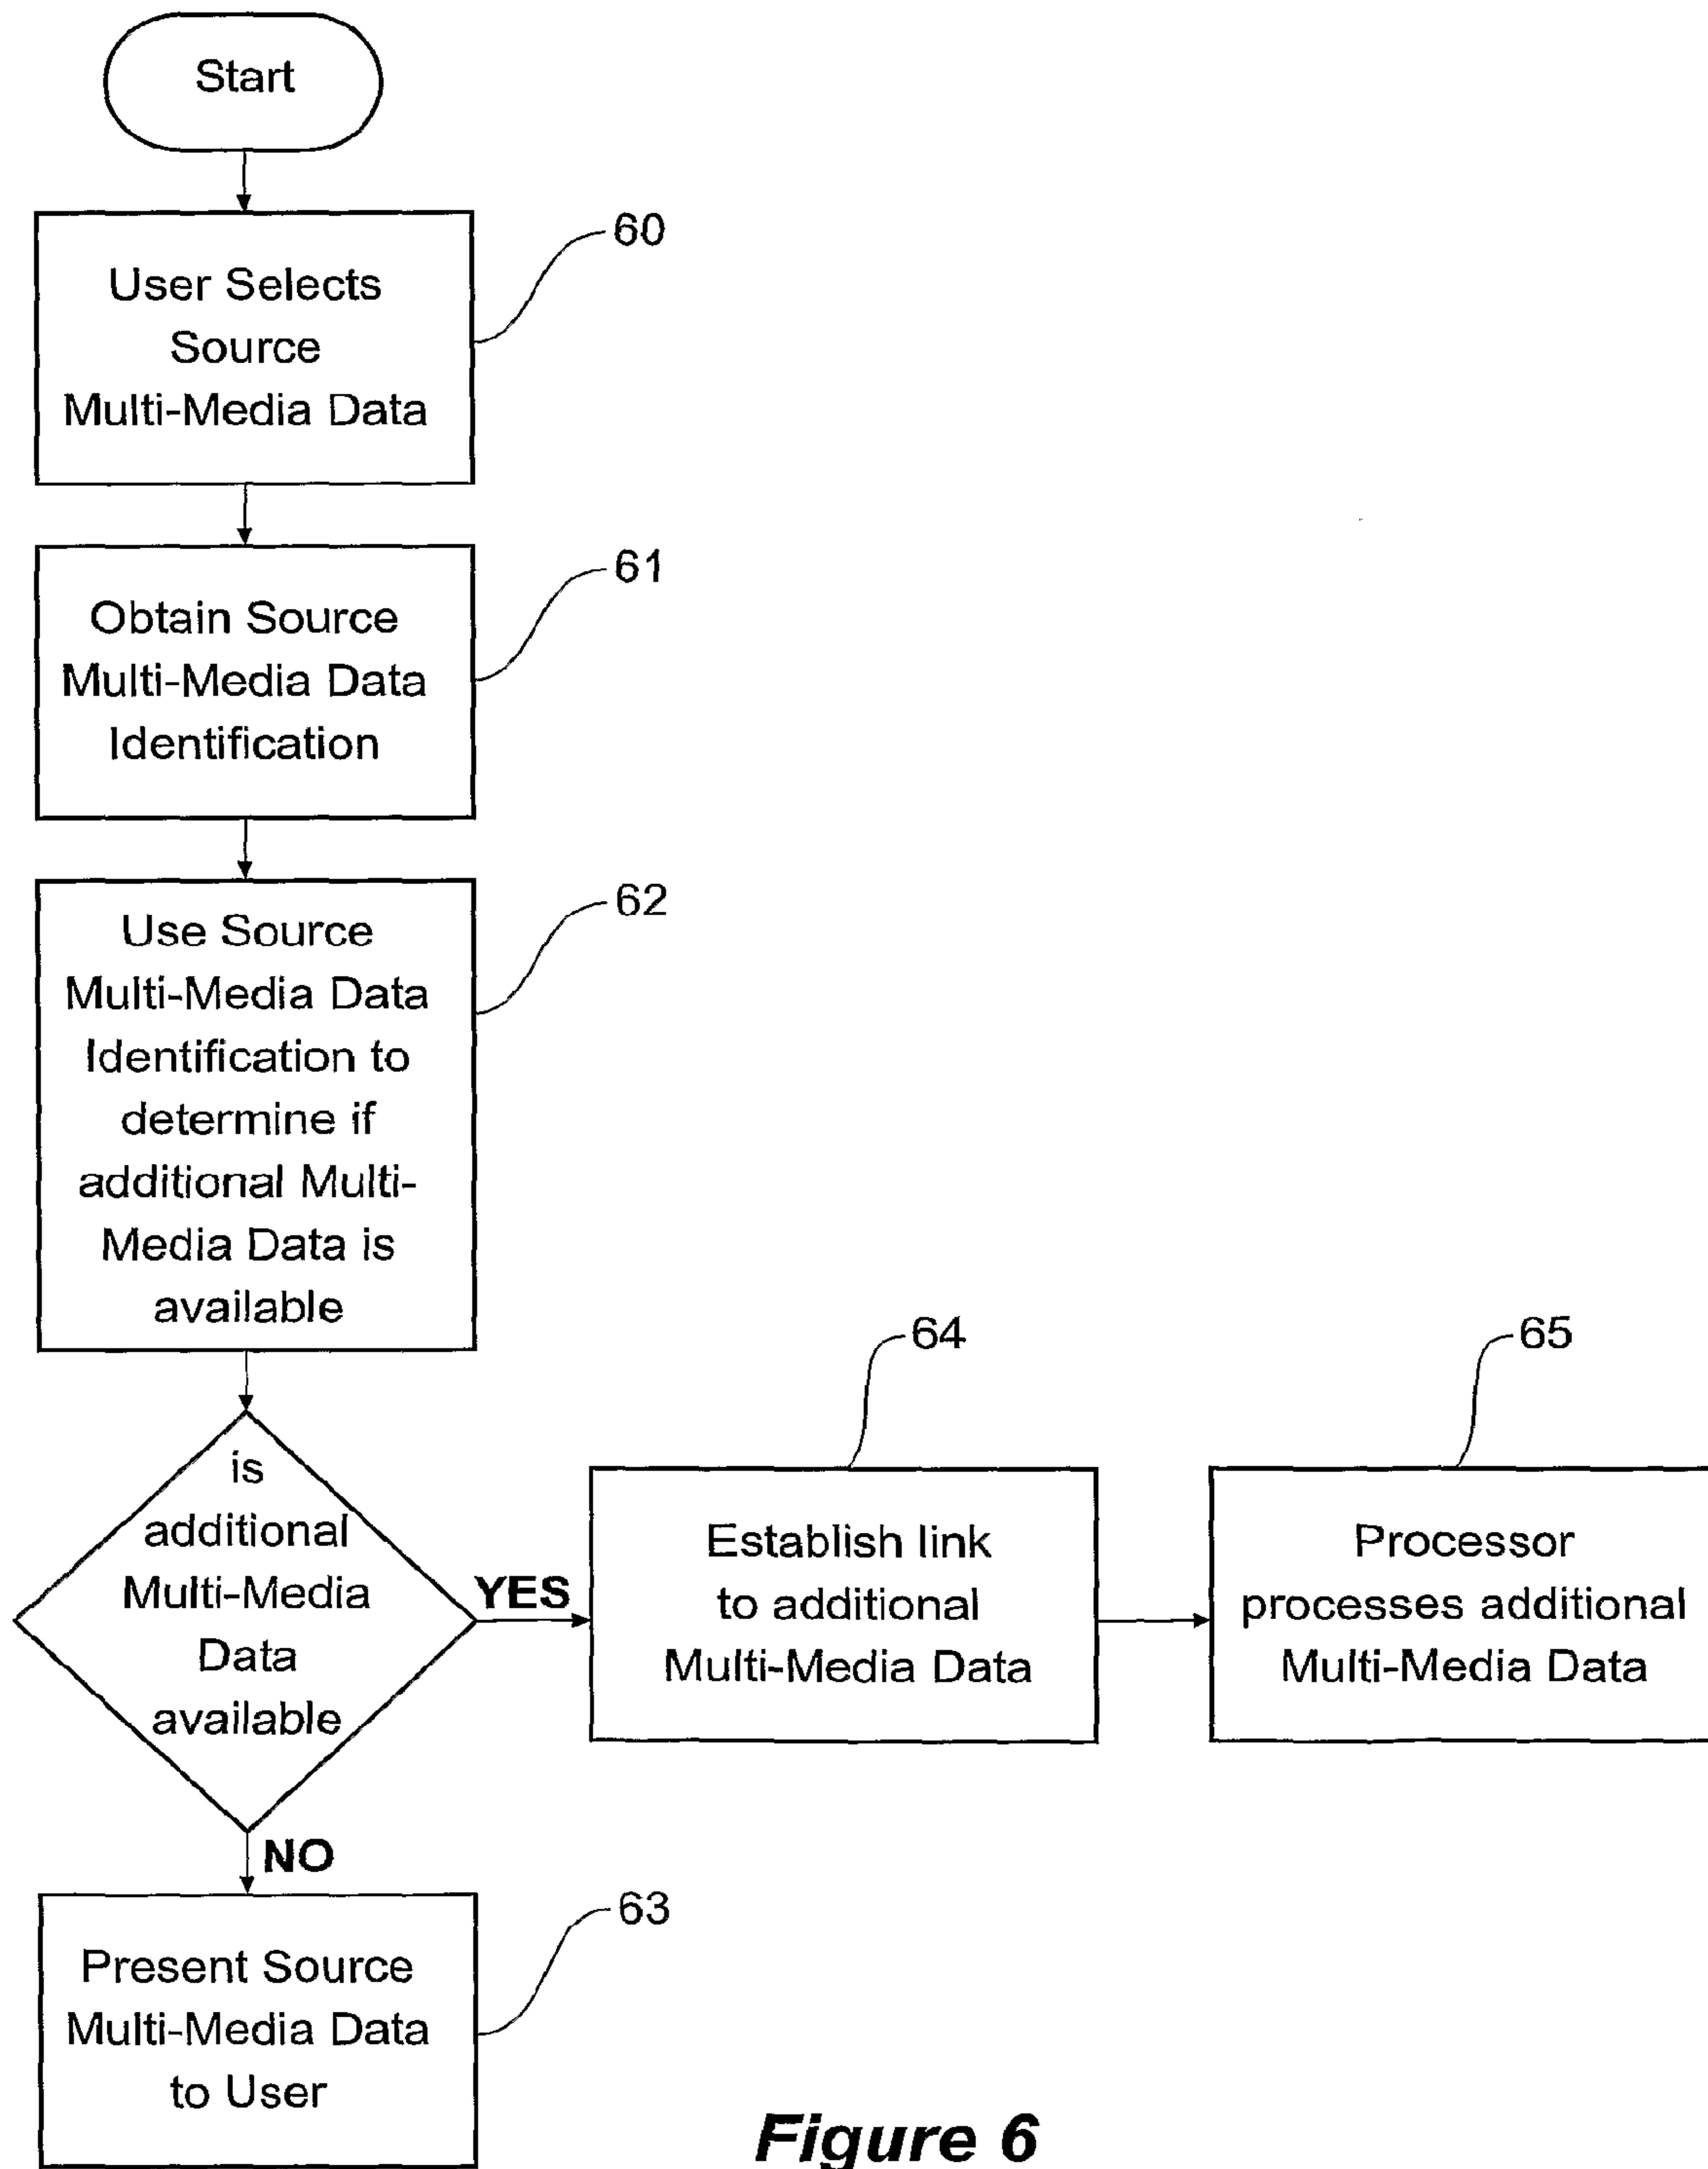 Start
60
User Selects
Source
Multi-Media Data
61
Obtain Source
Multi-Media Data
Identification
62
Use Source
Multi-Media Data
Identification to
determine if
additional Multi-
Media Data is
available
is
additional
Multi-Media
Data
available
YES
64
Establish link
to additional
Multi-Media Data
65
Processor
processes additional
Multi-Media Data
NO
63
Present Source
Multi-Media Data
to User
Figure 6